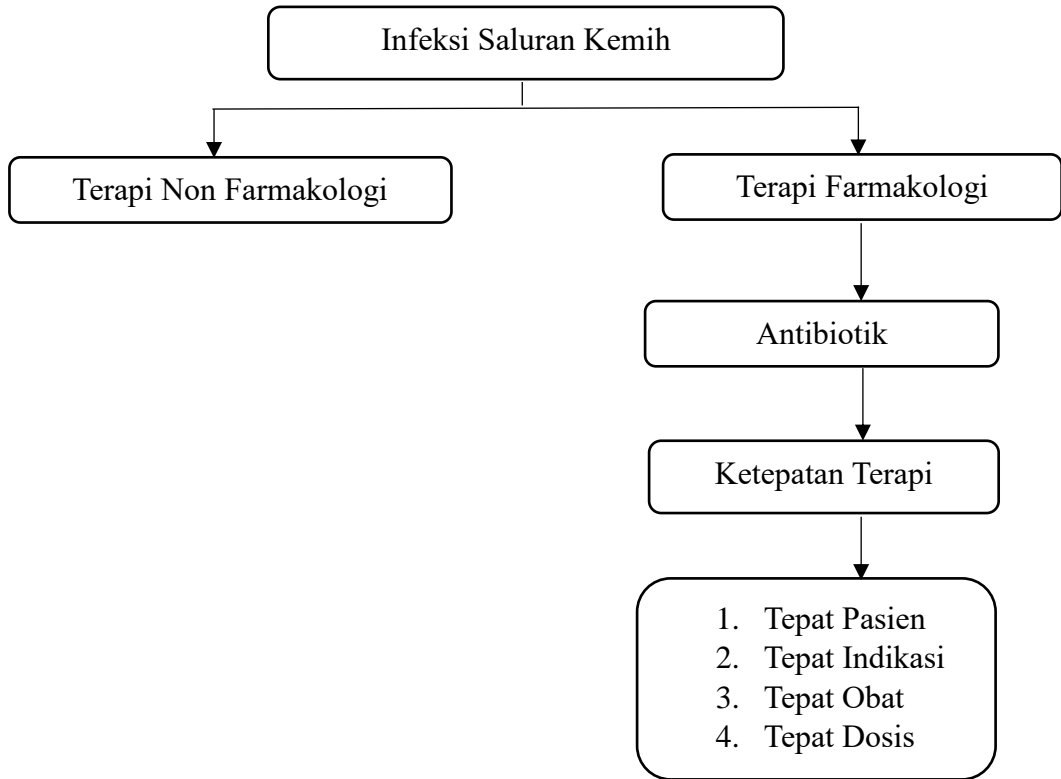 Infeksi Saluran Kemih
Terapi Non Farmakologi
Terapi Farmakologi
Antibiotik
Ketepatan Terapi
1. Tepat Pasien
2. Tepat Indikasi
3. Tepat Obat
4. Tepat Dosis